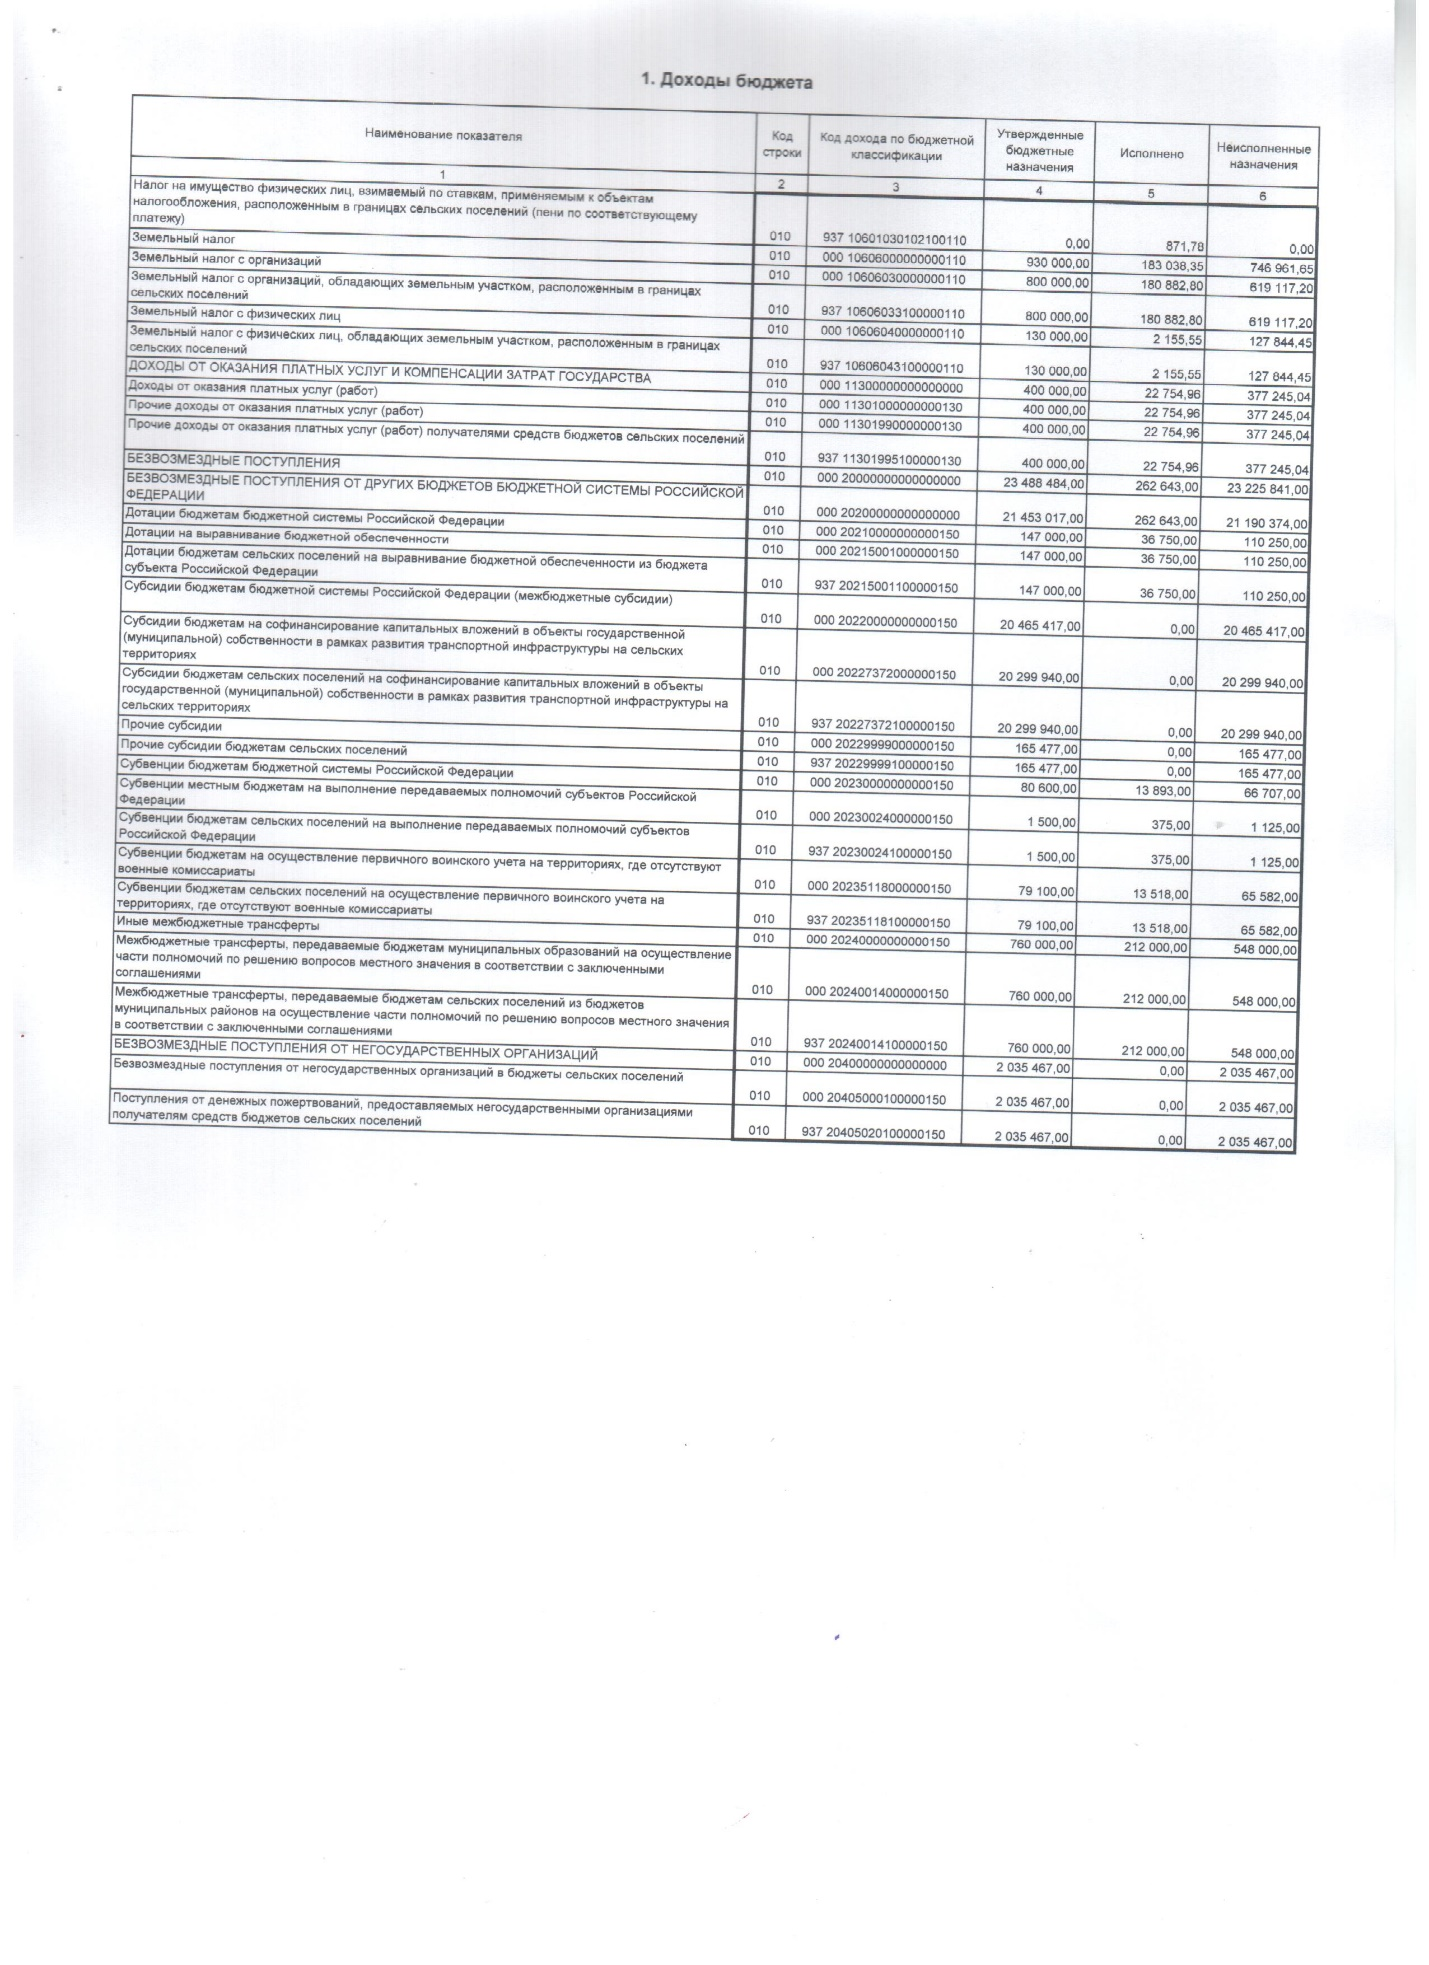 1. Доходы бюджета
Наименование показателя
Код
строки
Код дохода по бюджетной
классификации
Утвержденные
бюджетные
назначения
Исполнено
Неисполненные
назначения
1 2 3 4 5 6
Налог на имущество физических лиц, взимаемый по ставкам, применяемым к объектам
налогообложения, расположенным в границах сельских поселений (пени по соответствующему
платежу) 010 937 10601030102100110 0,00 871,78 0,00
Земельный налог 010 000 10606000000000110 930 000,00 183 038,35 746 961,65
Земельный налог с организаций 010 000 10606030000000110 800 000,00 180 882,80 619 117,20
Земельный налог с организаций, обладающих земельным участком, расположенным в границах
сельских поселений 010 937 10606033100000110 800 000,00 180 882,80 619 117,20
Земельный налог с физических лиц 010 000 10606040000000110 130 000,00 2 155,55 127 844,45
Земельный налог с физических лиц, обладающих земельным участком, расположенным в границах
сельских поселений 010 937 10606043100000110 130 000,00 2 155,55 127 844,45
ДОХОДЫ ОТ ОКАЗАНИЯ ПЛАТНЫХ УСЛУГ И КОМПЕНСАЦИИ ЗАТРАТ ГОСУДАРСТВА 010 000 11300000000000000 400 000,00 22 754,96 377 245,04
Доходы от оказания платных услуг (работ) 010 000 11301000000000130 400 000,00 22 754,96 377 245,04
Прочие доходы от оказания платных услуг (работ) 010 000 11301990000000130 400 000,00 22 754,96 377 245,04
Прочие доходы от оказания платных услуг (работ) получателями средств бюджетов сельских поселений
010 937 11301995100000130 400 000,00 22 754,96 377 245,04
БЕЗВОЗМЕЗДНЫЕ ПОСТУПЛЕНИЯ 010 000 20000000000000000 23 488 484,00 262 643,00 23 225 841,00
БЕЗВОЗМЕЗДНЫЕ ПОСТУПЛЕНИЯ ОТ ДРУГИХ БЮДЖЕТОВ БЮДЖЕТНОЙ СИСТЕМЫ РОССИЙСКОЙ
ФЕДЕРАЦИИ 010 000 20200000000000000 21 453 017,00 262 643,00 21 190 374,00
Дотации бюджетам бюджетной системы Российской Федерации 010 000 20210000000000150 147 000,00 36 750,00 110 250,00
Дотации на выравнивание бюджетной обеспеченности 010 000 20215001000000150 147 000,00 36 750,00 110 250,00
Дотации бюджетам сельских поселений на выравнивание бюджетной обеспеченности из бюджета
субъекта Российской Федерации 010 937 20215001100000150 147 000,00 36 750,00 110 250,00
Субсидии бюджетам бюджетной системы Российской Федерации (межбюджетные субсидии)
010 000 20220000000000150 20 465 417,00 0,00 20 465 417,00
Субсидии бюджетам на софинансирование капитальных вложений в объекты государственной
(муниципальной) собственности в рамках развития транспортной инфраструктуры на сельских
территориях 010 000 20227372000000150 20 299 940,00 0,00 20 299 940,00
Субсидии бюджетам сельских поселений на софинансирование капитальных вложений в объекты
государственной (муниципальной) собственности в рамках развития транспортной инфраструктуры на
сельских территориях 010 937 20227372100000150 20 299 940,00 0,00 20 299 940,00
Прочие субсидии 010 000 20229999000000150 165 477,00 0,00 165 477,00
Прочие субсидии бюджетам сельских поселений 010 937 20229999100000150 165 477,00 0,00 165 477,00
Субвенции бюджетам бюджетной системы Российской Федерации 010 000 20230000000000150 80 600,00 13 893,00 66 707,00
Субвенции местным бюджетам на выполнение передаваемых полномочий субъектов Российской
Федерации 010 000 20230024000000150 1 500,00 375,00 1 125,00
Субвенции бюджетам сельских поселений на выполнение передаваемых полномочий субъектов
Российской Федерации 010 937 20230024100000150 1 500,00 375,00 1 125,00
Субвенции бюджетам на осуществление первичного воинского учета на территориях, где отсутствуют
военные комиссариаты 010 000 20235118000000150 79 100,00 13 518,00 65 582,00
Субвенции бюджетам сельских поселений на осуществление первичного воинского учета на
территориях, где отсутствуют военные комиссариаты 010 937 20235118100000150 79 100,00 13 518,00 65 582,00
Иные межбюджетные трансферты 010 000 20240000000000150 760 000,00 212 000,00 548 000,00
Межбюджетные трансферты, передаваемые бюджетам муниципальных образований на осуществление
части полномочий по решению вопросов местного значения в соответствии с заключенными
соглашениями 010 000 20240014000000150 760 000,00 212 000,00 548 000,00
Межбюджетные трансферты, передаваемые бюджетам сельских поселений из бюджетов
муниципальных районов на осуществление части полномочий по решению вопросов местного значения
в соответствии с заключенными соглашениями 010 937 20240014100000150 760 000,00 212 000,00 548 000,00
БЕЗВОЗМЕЗДНЫЕ ПОСТУПЛЕНИЯ ОТ НЕГОСУДАРСТВЕННЫХ ОРГАНИЗАЦИЙ 010 000 20400000000000000 2 035 467,00 0,00 2 035 467,00
Безвозмездные поступления от негосударственных организаций в бюджеты сельских поселений
010 000 20405000100000150 2 035 467,00 0,00 2 035 467,00
Поступления от денежных пожертвований, предоставляемых негосударственными организациями
получателям средств бюджетов сельских поселений 010 937 20405020100000150 2 035 467,00 0,00 2 035 467,00